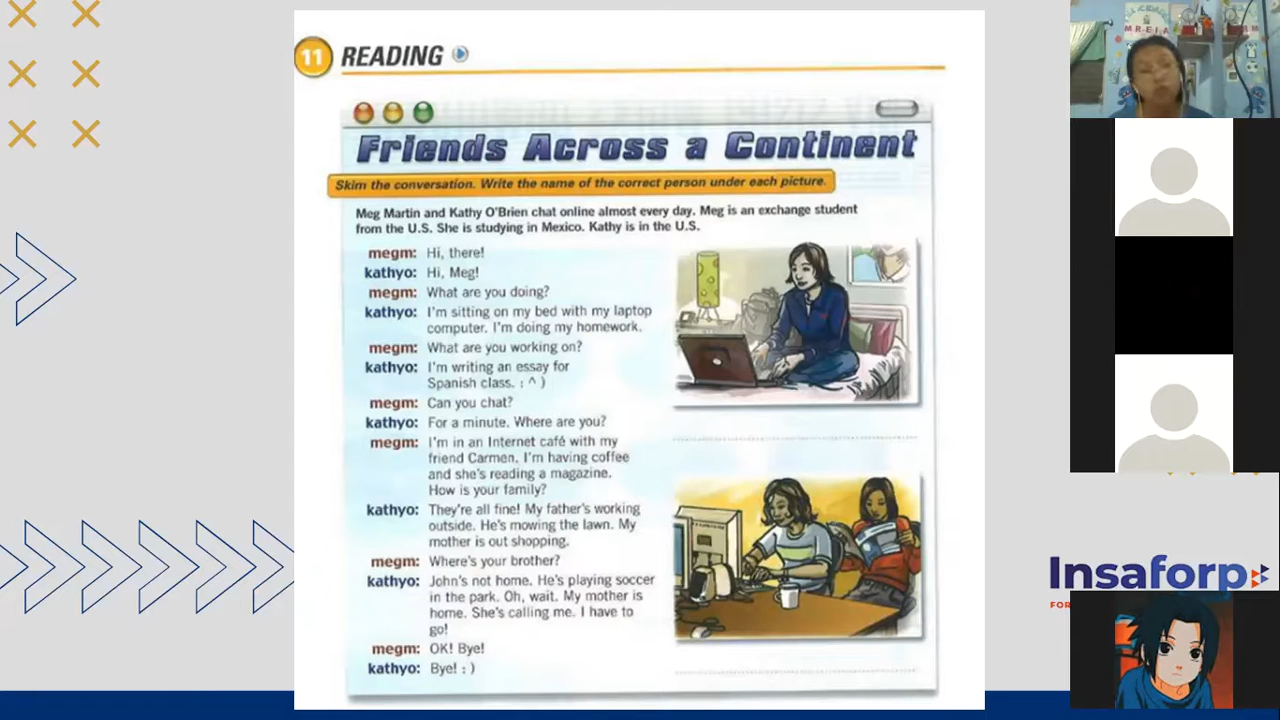 11 READING
Friends Across a Continent
Skim the conversation. Write the name of the correct person under each picture.
Meg Martin and Kathy O'Brien chat online almost every day. Meg is an exchange student
from the U.S. She is studying in Mexico. Kathy is in the U.S.
megm: Hi, there!
kathyo: Hi, Meg!
megm: What are you doing?
kathyo: I'm sitting on my bed with my laptop
computer. I'm doing my homework.
megm: What are you working on?
kathyo: I'm writing an essay for
Spanish class. : ^ )
megm: Can you chat?
kathyo: For a minute. Where are you?
megm: I'm in an Internet café with my
friend Carmen. I'm having coffee
and she's reading a magazine.
How is your family?
kathyo: They're all fine! My father's working
outside. He's mowing the lawn. My
mother is out shopping.
megm: Where's your brother?
kathyo: John's not home. He's playing soccer
in the park. Oh, wait. My mother is
home. She's calling me. I have to
go!
megm: OK! Bye!
kathyo: Bye! : )
Insaforp
FOR